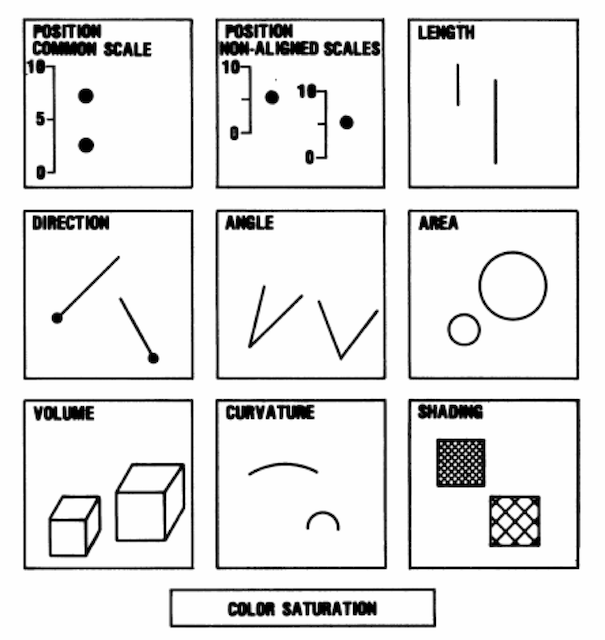 POSITION
COMMON SCALE
10
5
0
POSITION
NON-ALIGNED SCALES
10
0
10
0
LENGTH
DIRECTION
ANGLE
AREA
VOLUME
CURVATURE
SHADING
COLOR SATURATION